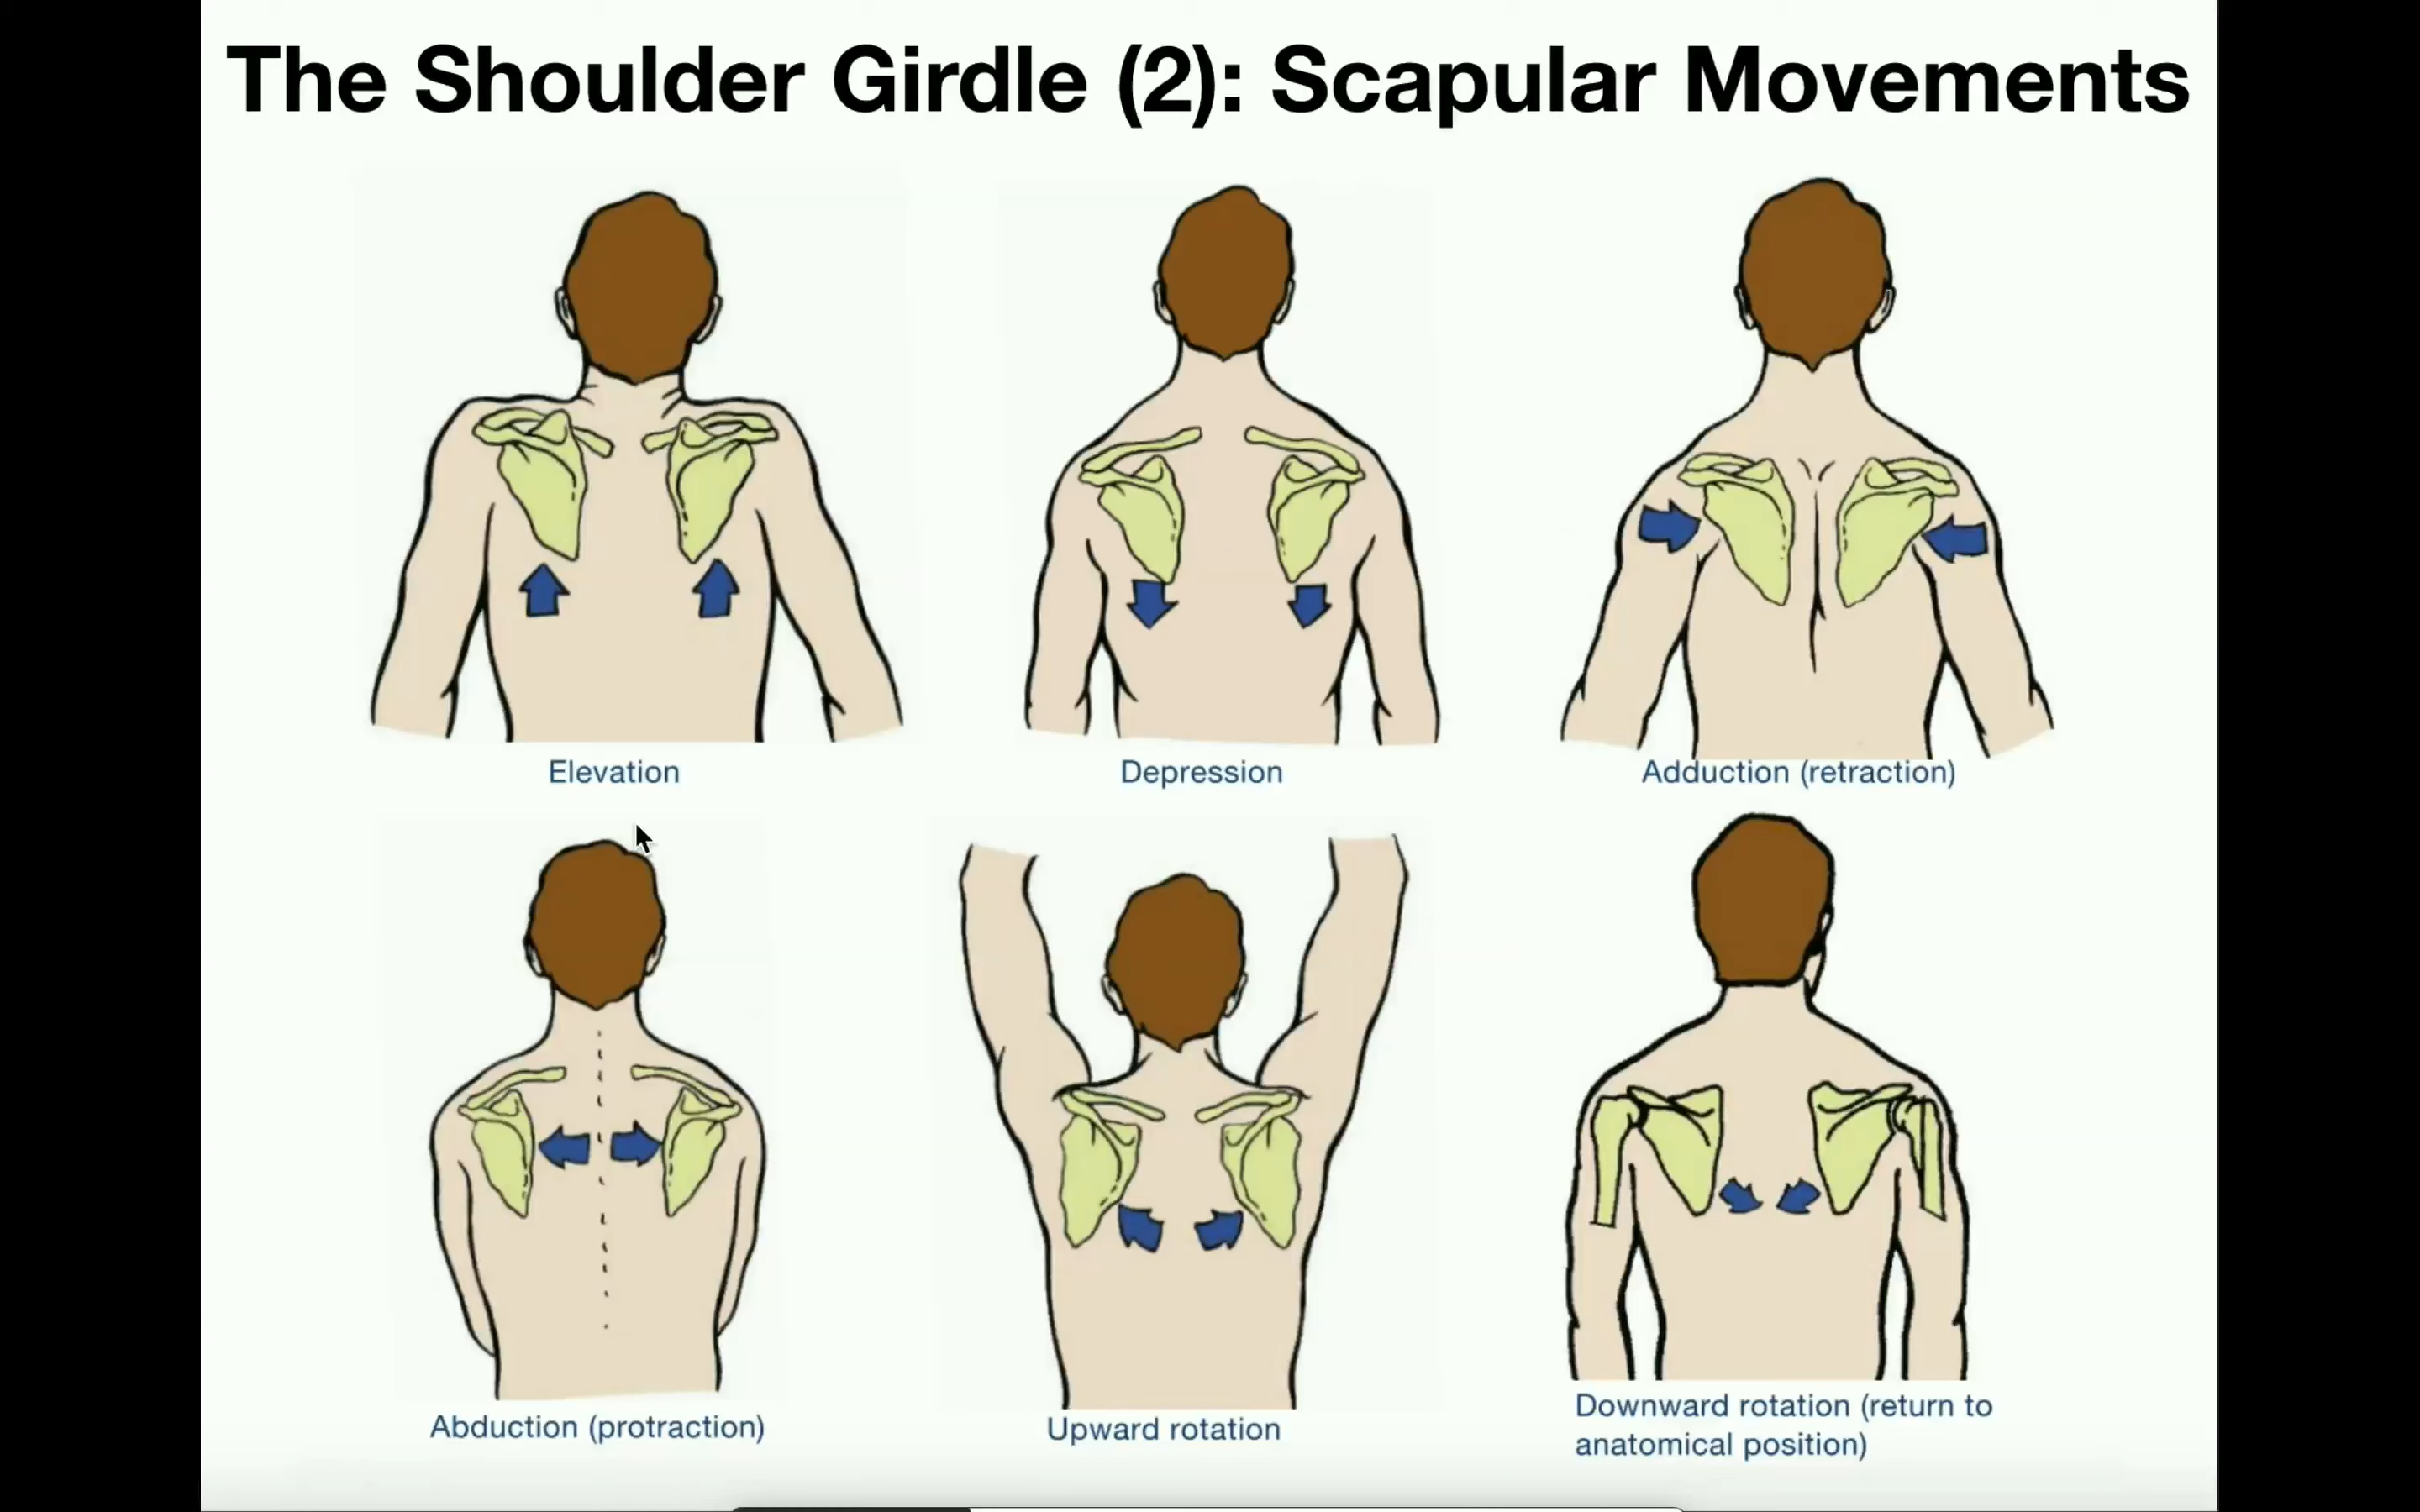 The Shoulder Girdle (2): Scapular Movements
Elevation
Depression
Adduction (retraction)
Abduction (protraction)
Upward rotation
Downward rotation (return to
anatomical position)